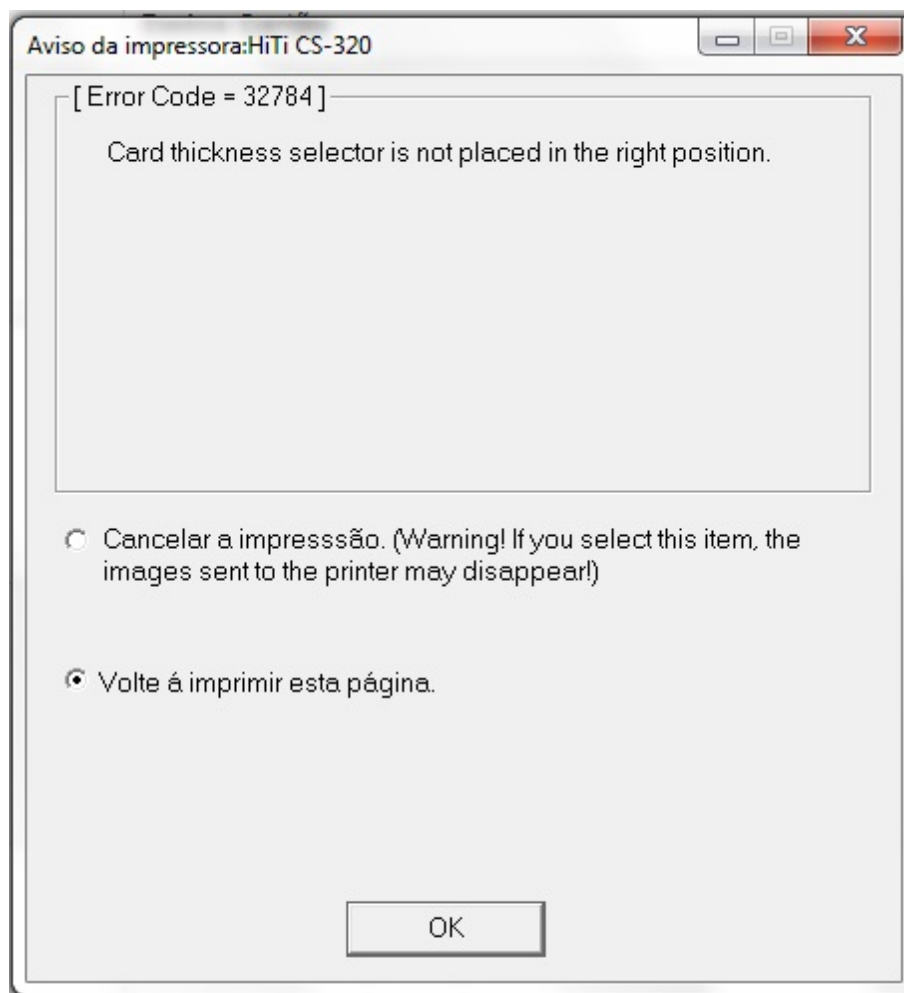 Aviso da impressora:HiTi CS-320
[ Error Code = 32784 ]
Card thickness selector is not placed in the right position.
Cancelar a impresssão. (Warning! If you select this item, the
images sent to the printer may disappear!)
Volte á imprimir esta página.
OK